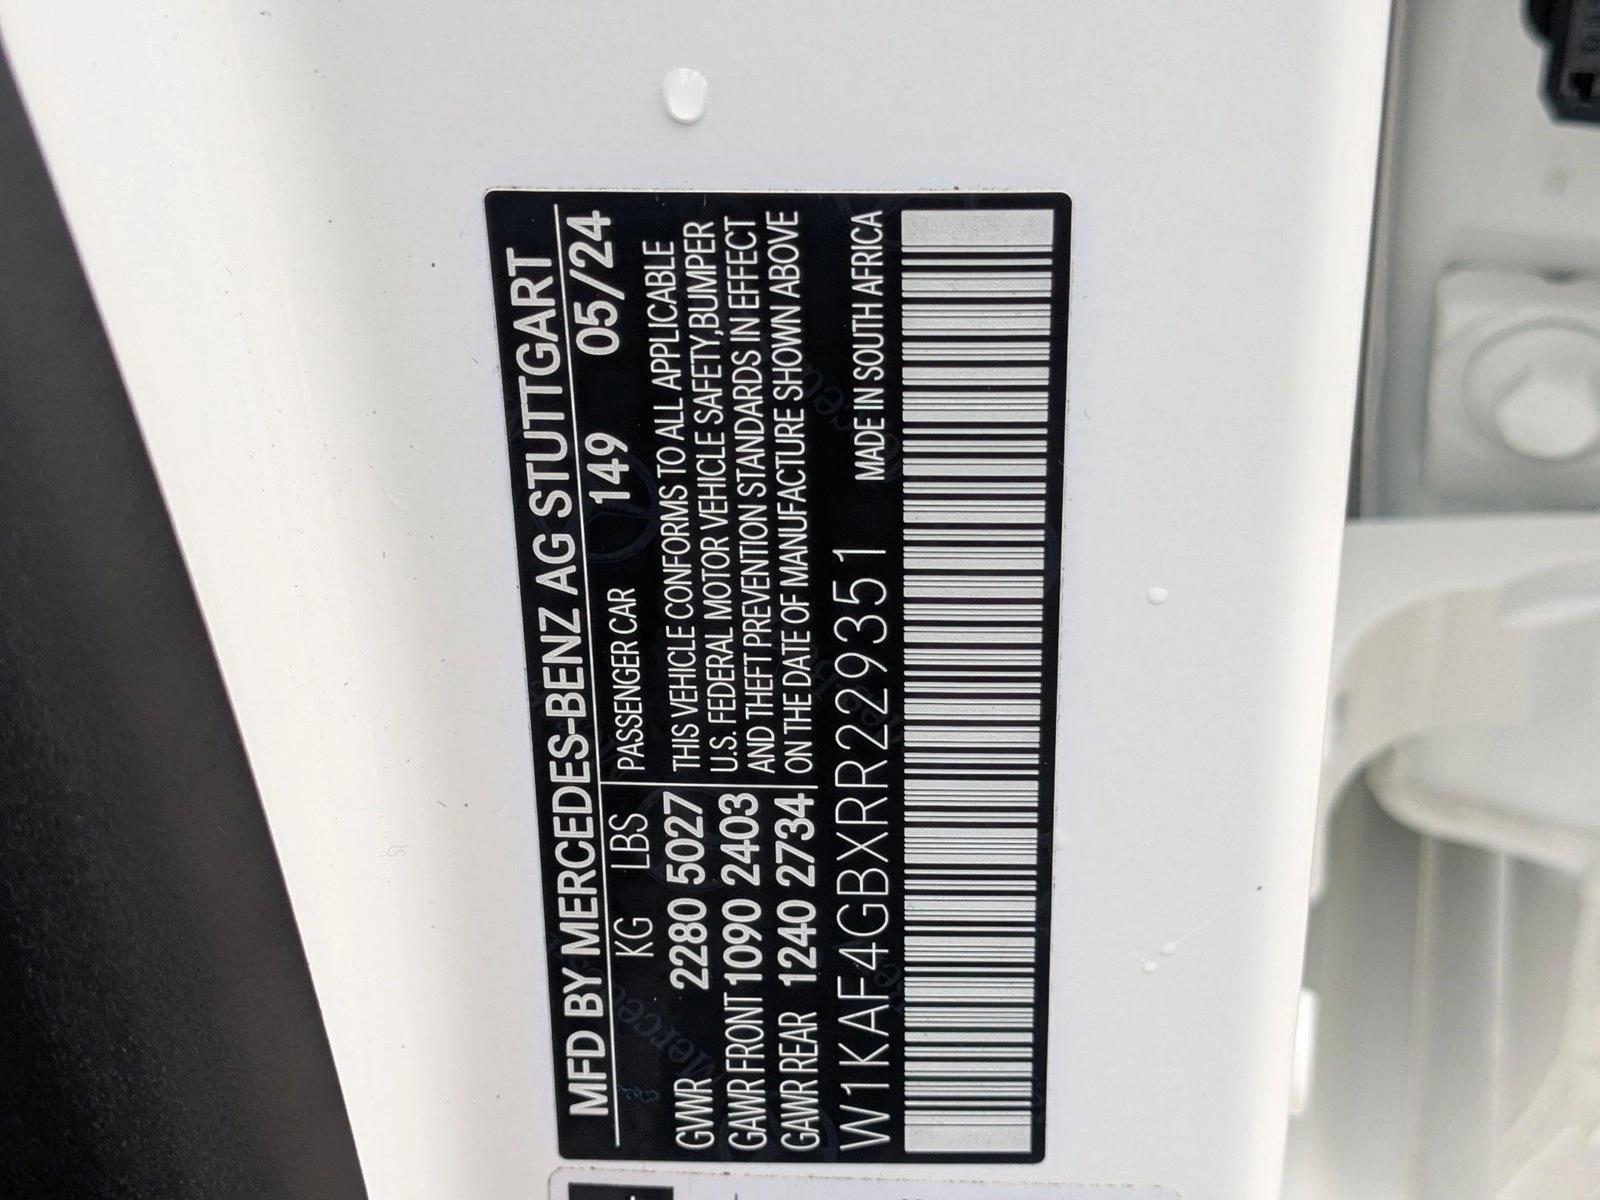 MFD BY MERCEDES-BENZ AG STUTTGART
KG LBS PASSENGER CAR 149 05/24
GVWR 2280 5027 THIS VEHICLE CONFORMS TO ALL APPLICABLE
U.S. FEDERAL MOTOR VEHICLE SAFETY, BUMPER
GAWR FRONT 1090 2403 AND THEFT PREVENTION STANDARDS IN EFFECT
GAWR REAR 1240 2734 ON THE DATE OF MANUFACTURE SHOWN ABOVE
W1KAF4GBXRR229351 MADE IN SOUTH AFRICA